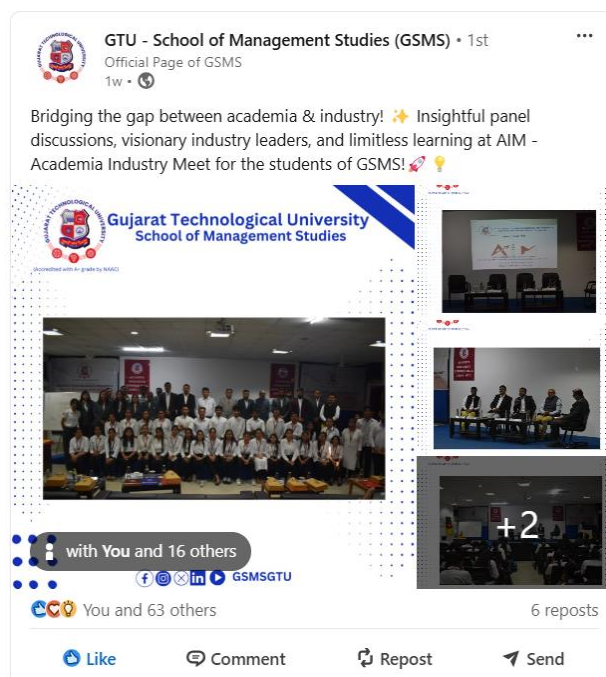 GTU - School of Management Studies (GSMS) • 1st
Official Page of GSMS
1w •
Bridging the gap between academia & industry! ✨ Insightful panel
discussions, visionary industry leaders, and limitless learning at AIM -
Academia Industry Meet for the students of GSMS!🚀💡
GUJARAT TECHNOLOGICAL UNIVERSITY
Gujarat Technological University
School of Management Studies
(Accredited with A+ grade by NAAC)
+2
with You and 16 others
GSMSGTU
You and 63 others
6 reposts
Like
Comment
Repost
Send